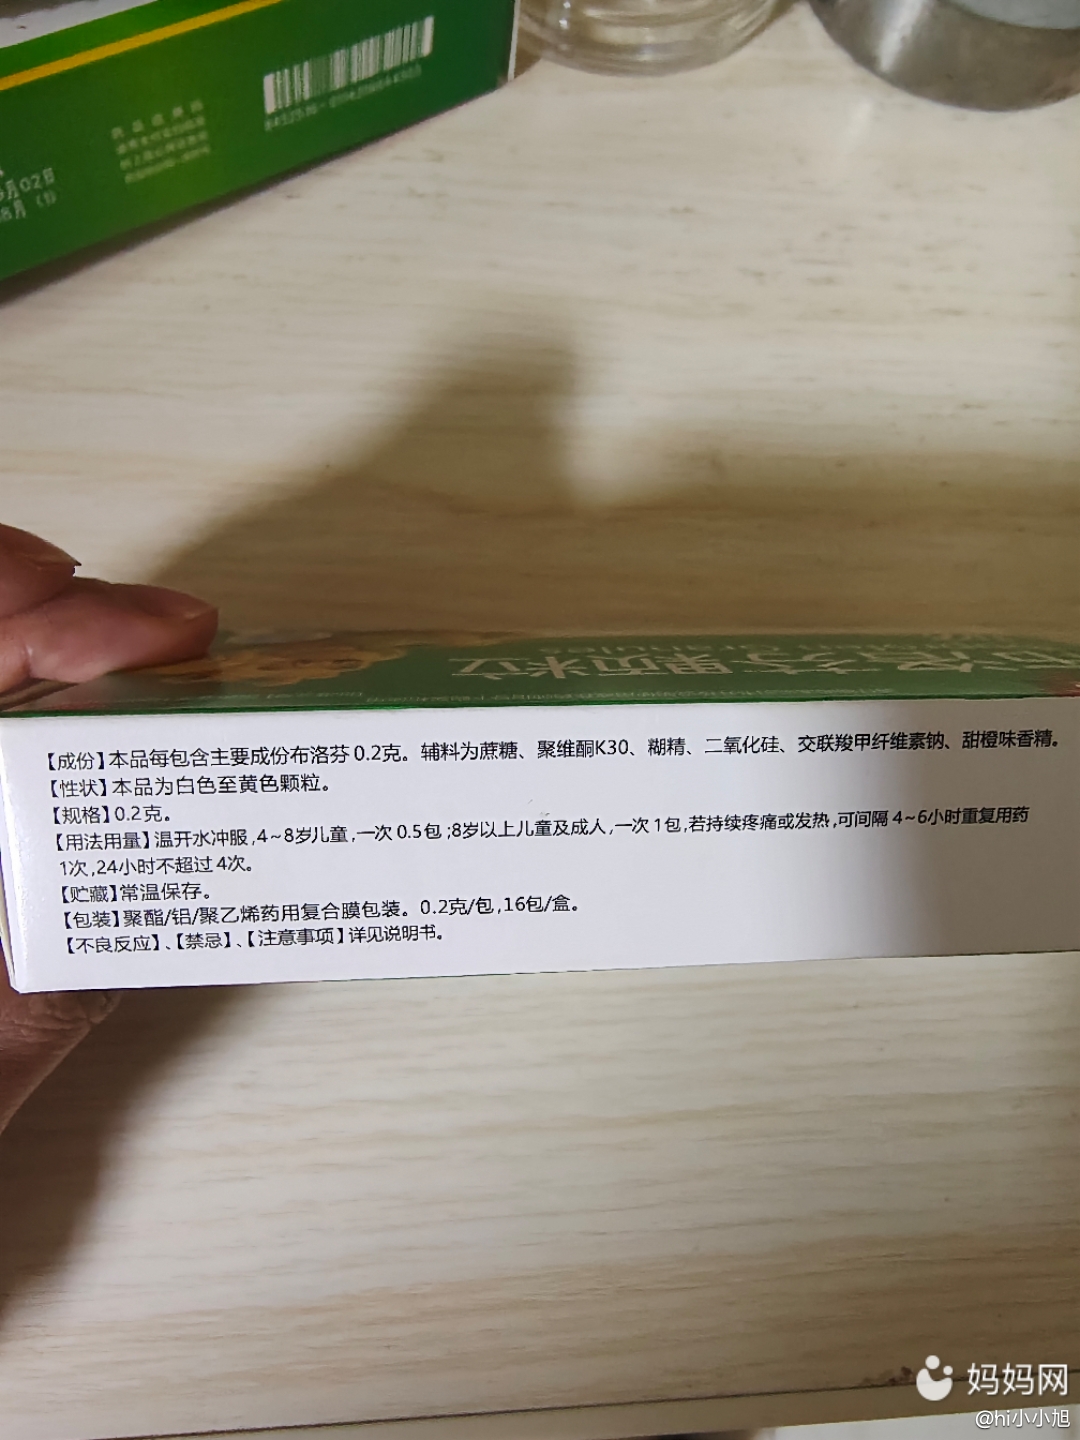 月02日
8月
【成份】本品每包含主要成份布洛芬0.2克。辅料为蔗糖、聚维酮K30、糊精、二氧化硅、交联羧甲纤维素钠、甜橙味香精。
【性状】本品为白色至黄色颗粒。
【规格】0.2克。
【用法用量】温开水冲服,4~8岁儿童,一次0.5包;8岁以上儿童及成人,一次1包,若持续疼痛或发热,可间隔4~6小时重复用药
1次,24小时不超过4次。
【贮藏】常温保存。
【包装】聚酯/铝/聚乙烯药用复合膜包装。0.2克/包,16包/盒。
【不良反应】、【禁忌】、【注意事项】详见说明书。
妈妈网
@hi小小旭